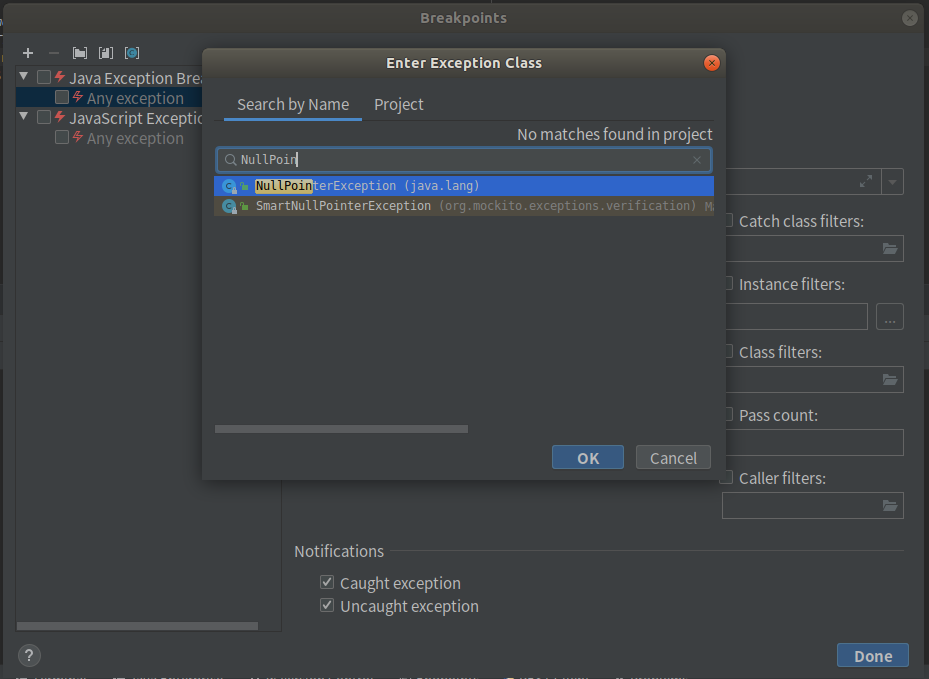 Breakpoints
Enter Exception Class
Java Exception Brea
Any exception
JavaScript Exceptio
Any exception
Search by Name
Project
No matches found in project
NullPoin
NullPointerException (java.lang)
SmartNullPointerException (org.mockito.exceptions.verification)
Catch class filters:
Instance filters:
...
Class filters:
Pass count:
OK
Cancel
Caller filters:
Notifications
Caught exception
Uncaught exception
?
Done